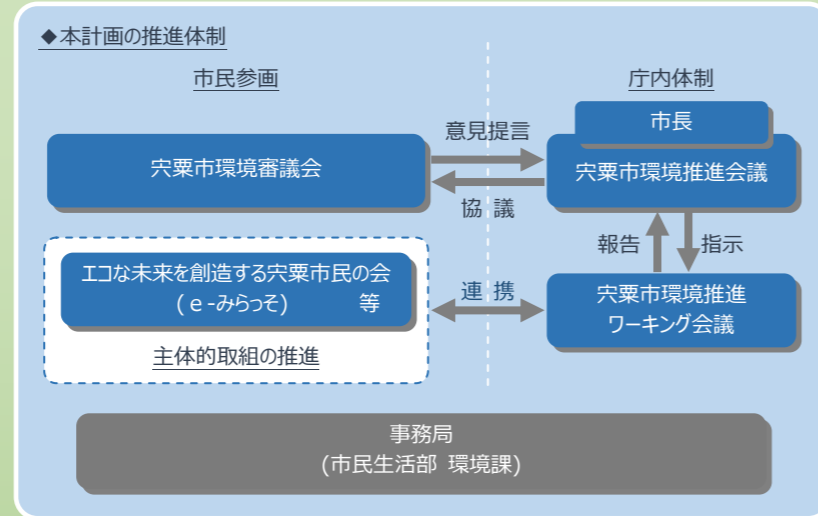 ◆本計画の推進体制
市民参画
庁内体制
市長
宍粟市環境審議会
意見提言
協 議
宍粟市環境推進会議
報告
指示
エコな未来を創造する宍粟市民の会
(e-みらっそ) 等
主体的取組の推進
連 携
宍粟市環境推進
ワーキング会議
事務局
(市民生活部 環境課)